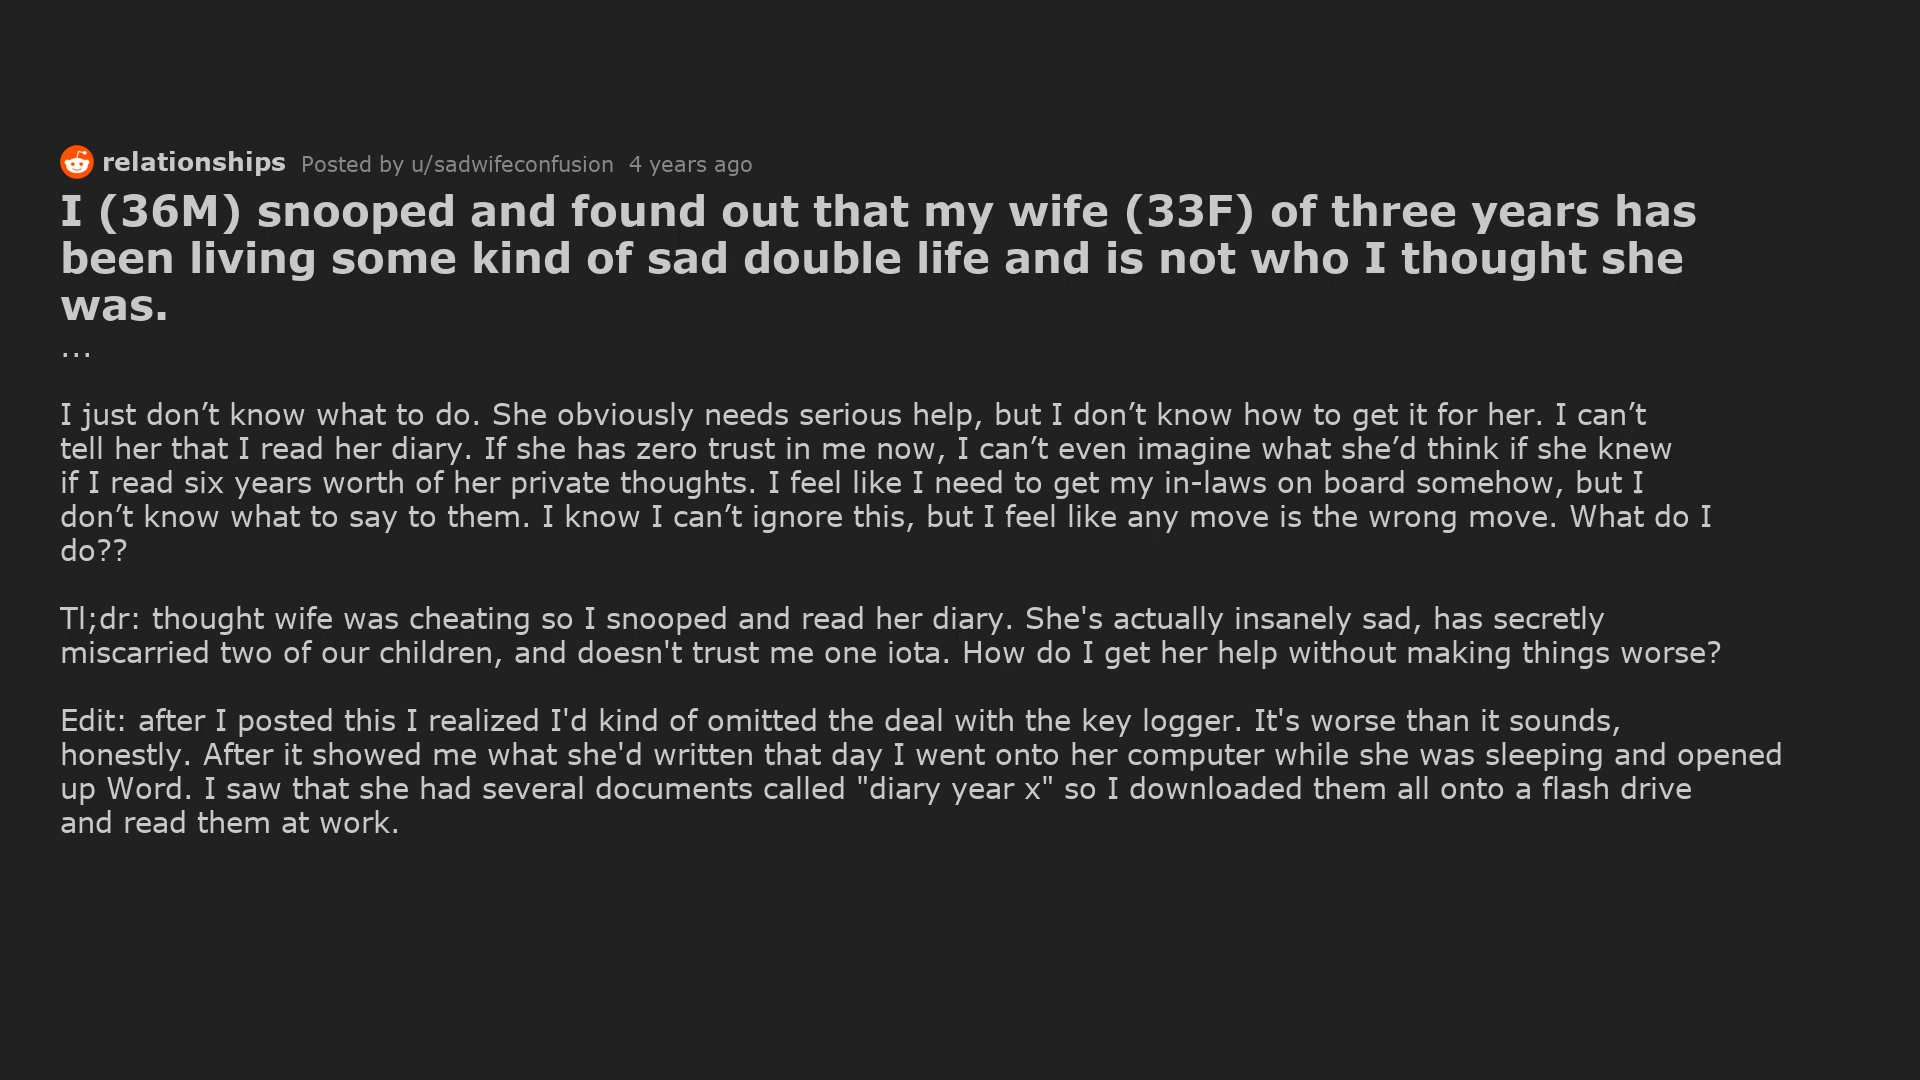 relationships Posted by u/sadwifeconfusion 4 years ago
I (36M) snooped and found out that my wife (33F) of three years has
been living some kind of sad double life and is not who I thought she
was.
...
I just don’t know what to do. She obviously needs serious help, but I don’t know how to get it for her. I can’t
tell her that I read her diary. If she has zero trust in me now, I can’t even imagine what she’d think if she knew
if I read six years worth of her private thoughts. I feel like I need to get my in-laws on board somehow, but I
don’t know what to say to them. I know I can’t ignore this, but I feel like any move is the wrong move. What do I
do??
Tl;dr: thought wife was cheating so I snooped and read her diary. She's actually insanely sad, has secretly
miscarried two of our children, and doesn't trust me one iota. How do I get her help without making things worse?
Edit: after I posted this I realized I'd kind of omitted the deal with the key logger. It's worse than it sounds,
honestly. After it showed me what she'd written that day I went onto her computer while she was sleeping and opened
up Word. I saw that she had several documents called "diary year x" so I downloaded them all onto a flash drive
and read them at work.